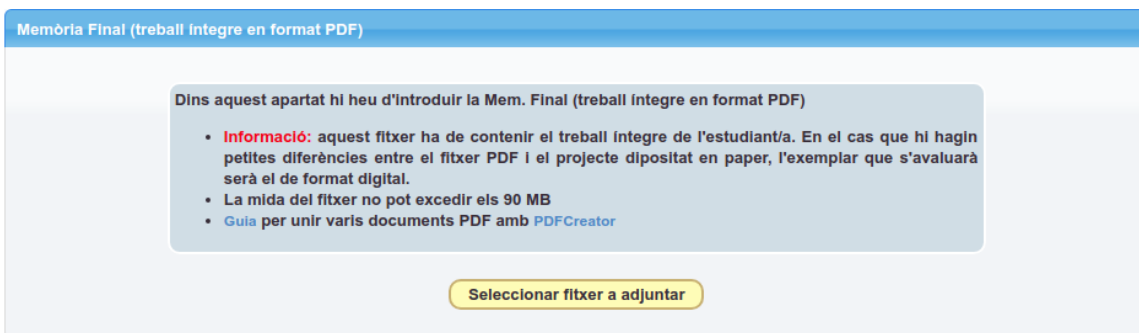 Memòria Final (treball íntegre en format PDF)
Dins aquest apartat hi heu d'introduir la Mem. Final (treball íntegre en format PDF)
• Informació: aquest fitxer ha de contenir el treball íntegre de l'estudiant/a. En el cas que hi hagin
petites diferències entre el fitxer PDF i el projecte dipositat en paper, l'exemplar que s'avaluarà
serà el de format digital.
• La mida del fitxer no pot excedir els 90 MB
• Guia per unir varis documents PDF amb PDFCreator
Seleccionar fitxer a adjuntar